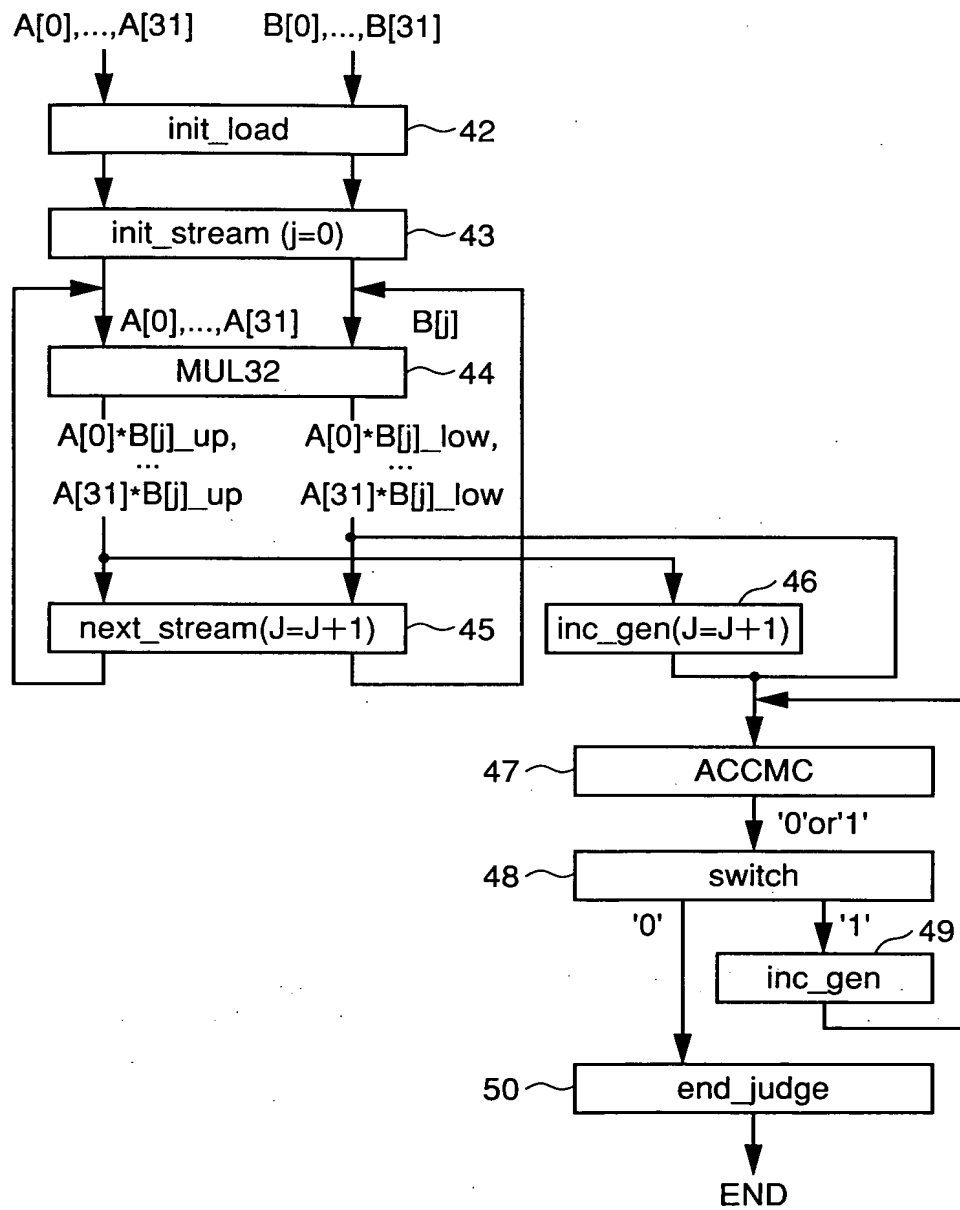 A[0],...,A[31] B[0],...,B[31]
init_load 42
init_stream (j=0) 43
A[0],...,A[31] B[j]
MUL32 44
A[0]*B[j]_up, A[0]*B[j]_low,
... ...
A[31]*B[j]_up A[31]*B[j]_low
46
next_stream(J=J+1) 45 inc_gen(J=J+1)
47 ACCMC
'0'or'1'
48 switch
'0' '1' 49
inc_gen
50 end_judge
END